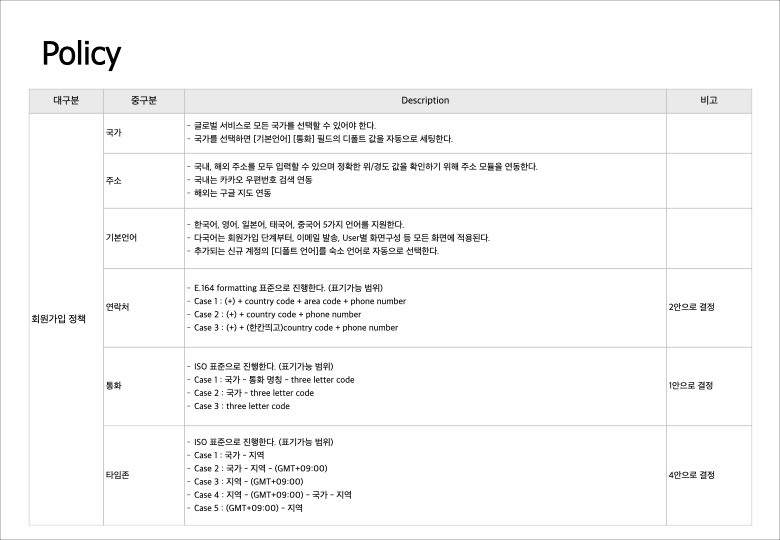 Policy
대구분 중구분 Description 비고
회원가입 정책
국가
- 글로벌 서비스로 모든 국가를 선택할 수 있어야 한다.
- 국가를 선택하면 [기본언어] [통화] 필드의 디폴트 값을 자동으로 세팅한다.
주소
- 국내, 해외 주소를 모두 입력할 수 있으며 정확한 위/경도 값을 확인하기 위해 주소 모듈을 연동한다.
- 국내는 카카오 우편번호 검색 연동
- 해외는 구글 지도 연동
기본언어
- 한국어, 영어, 일본어, 태국어, 중국어 5가지 언어를 지원한다.
- 다국어는 회원가입 단계부터, 이메일 발송, User별 화면구성 등 모든 화면에 적용된다.
- 추가되는 신규 계정의 [디폴트 언어]를 숙소 언어로 자동으로 선택한다.
연락처
- E.164 formatting 표준으로 진행한다. (표기가능 범위)
- Case 1 : (+) + country code + area code + phone number
- Case 2 : (+) + country code + phone number
- Case 3 : (+) + (한칸띄고)country code + phone number
2안으로 결정
통화
- ISO 표준으로 진행한다. (표기가능 범위)
- Case 1 : 국가 - 통화 명칭 - three letter code
- Case 2 : 국가 - three letter code
- Case 3 : three letter code
1안으로 결정
타임존
- ISO 표준으로 진행한다. (표기가능 범위)
- Case 1 : 국가 - 지역
- Case 2 : 국가 - 지역 - (GMT+09:00)
- Case 3 : 지역 - (GMT+09:00)
- Case 4 : 지역 - (GMT+09:00) - 국가 - 지역
- Case 5 : (GMT+09:00) - 지역
4안으로 결정